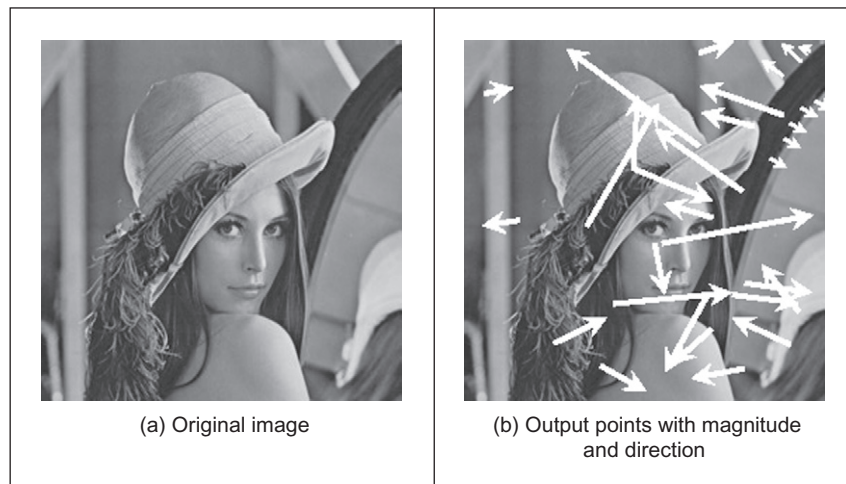 (a) Original image
(b) Output points with magnitude
and direction